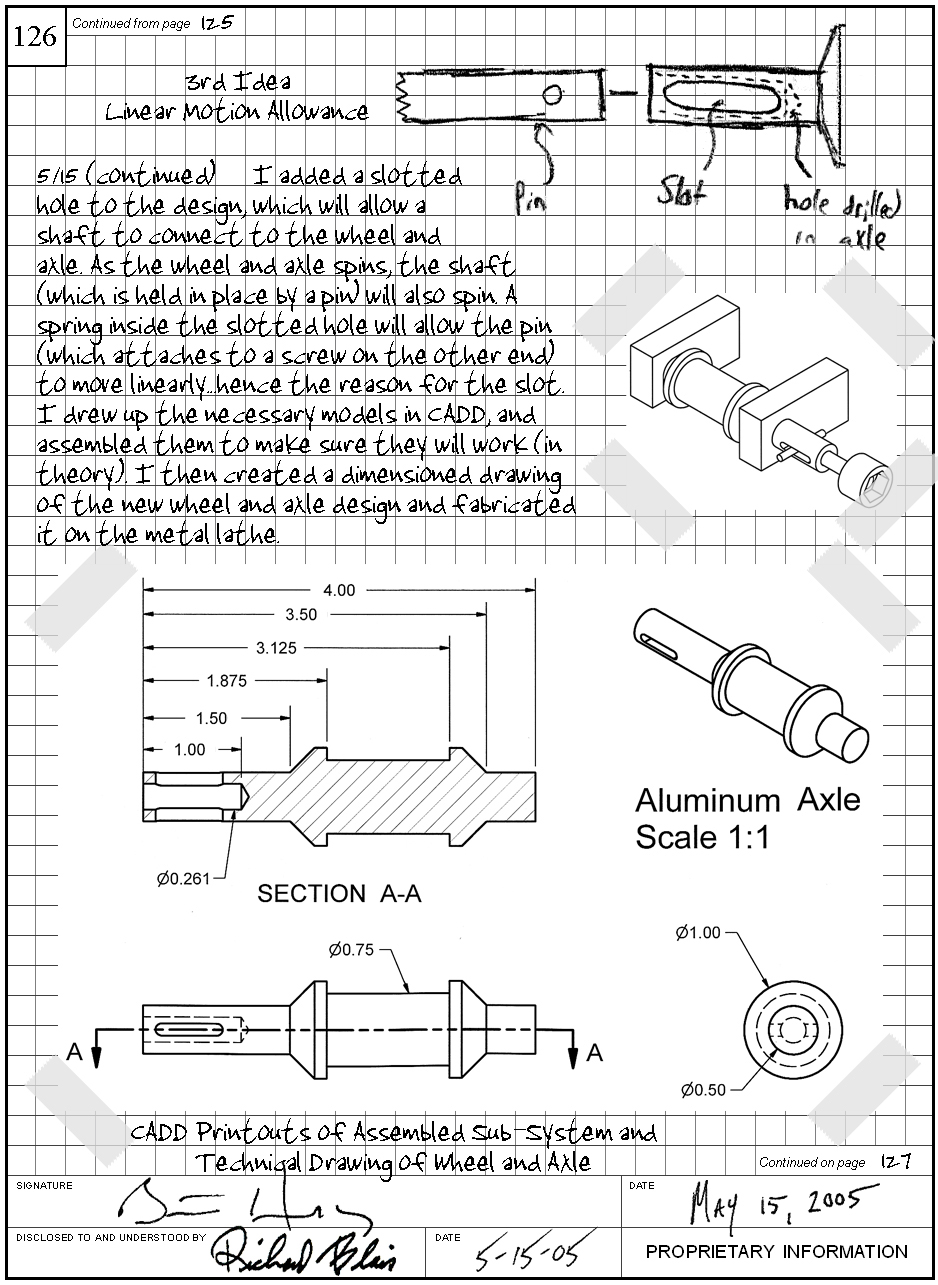 126
Continued from page 125
3rd Idea
Linear Motion Allowance
Pin
Slot
hole drilled
in axle
5/15 (continued) I added a slotted
hole to the design, which will allow a
shaft to connect to the wheel and
axle. As the wheel and axle spins, the shaft
(which is held in place by a pin) will also spin. A
spring inside the slotted hole will allow the pin
(which attaches to a screw on the other end)
to move linearly...hence the reason for the slot.
I drew up the necessary models in CADD, and
assembled them to make sure they will work (in
theory). I then created a dimensioned drawing
of the new wheel and axle design and fabricated
it on the metal lathe.
4.00
3.50
3.125
1.875
1.50
1.00
Ø0.261
SECTION A-A
Aluminum Axle
Scale 1:1
Ø0.75
Ø1.00
A A
Ø0.50
CADD Printouts of Assembled Sub-System and
Technical Drawing of Wheel and Axle
Continued on page 127
SIGNATURE
DATE
May 15, 2005
DISCLOSED TO AND UNDERSTOOD BY
Richard Blais
DATE
5-15-05
PROPRIETARY INFORMATION